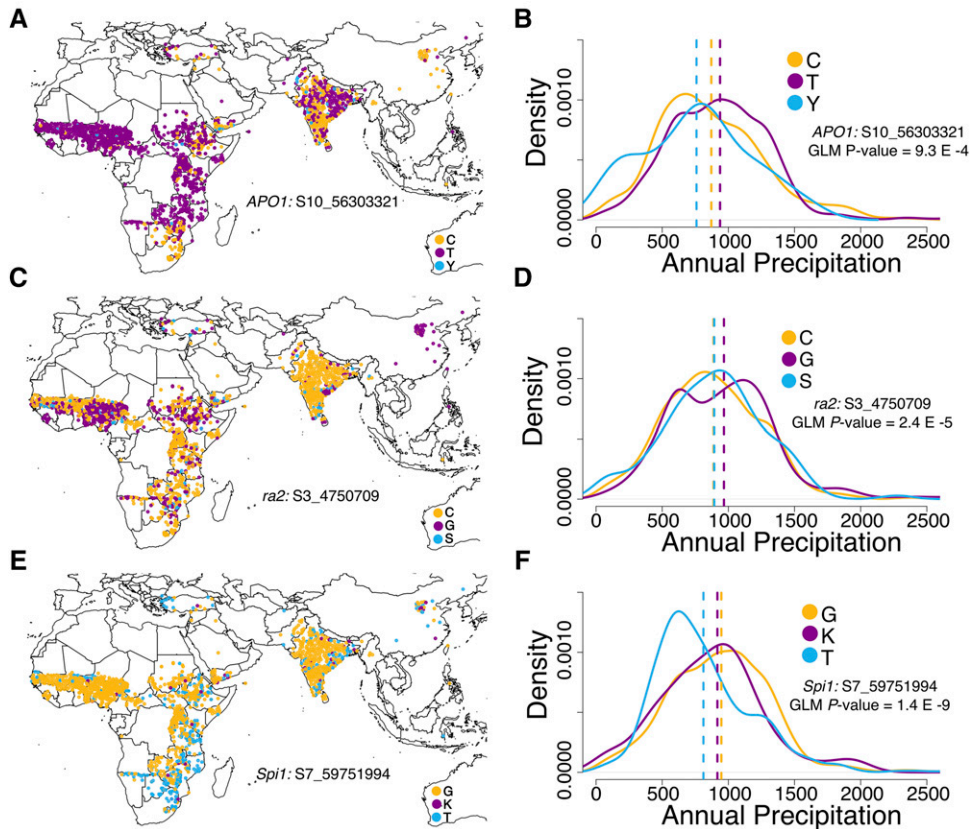 A
APO1: S10_56303321
C
T
Y
B
Density
0.0000
0.0010
C
T
Y
APO1: S10_56303321
GLM P-value = 9.3 E -4
0 500 1000 1500 2000 2500
Annual Precipitation
C
ra2: S3_4750709
C
G
S
D
Density
0.0000
0.0010
C
G
S
ra2: S3_4750709
GLM P-value = 2.4 E -5
0 500 1000 1500 2000 2500
Annual Precipitation
E
Spi1: S7_59751994
G
K
T
F
Density
0.0000
0.0010
G
K
T
Spi1: S7_59751994
GLM P-value = 1.4 E -9
0 500 1000 1500 2000 2500
Annual Precipitation